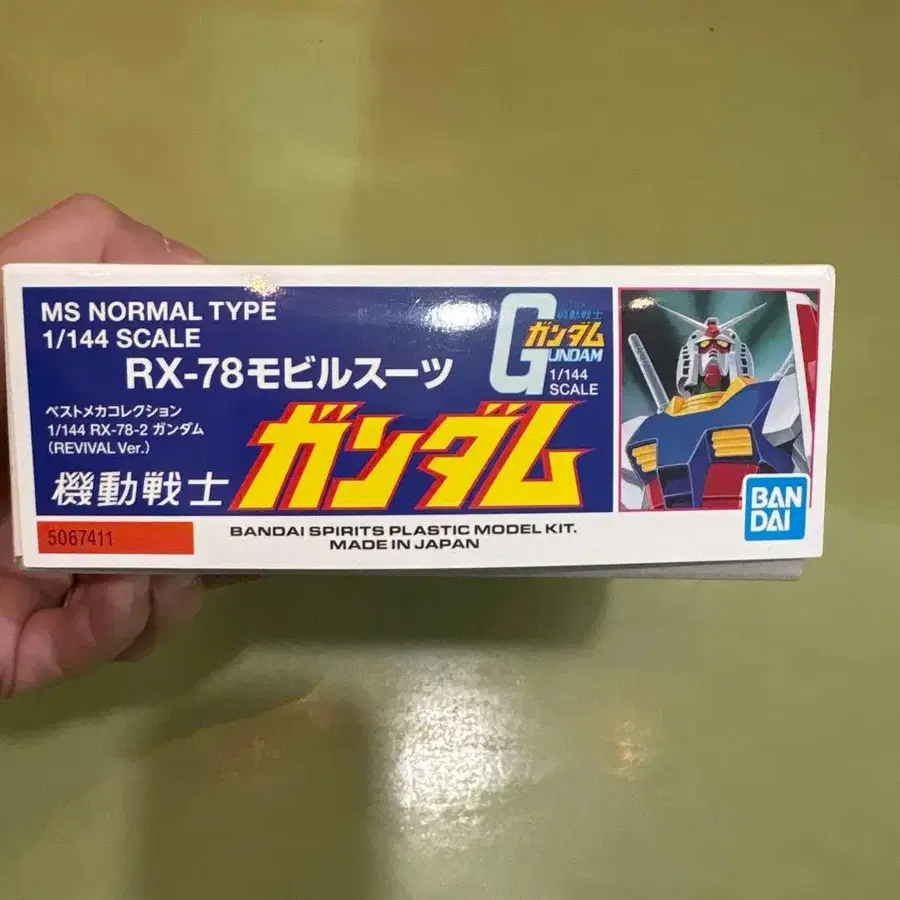 MS NORMAL TYPE
1/144 SCALE
RX-78モビルスーツ
ベストメカコレクション
1/144 RX-78-2 ガンダム
(REVIVAL Ver.)
機動戦士 ガンダム
機動戦士
ガンダム
GUNDAM
1/144
SCALE
5067411
BANDAI SPIRITS PLASTIC MODEL KIT.
MADE IN JAPAN
BAN
DAI